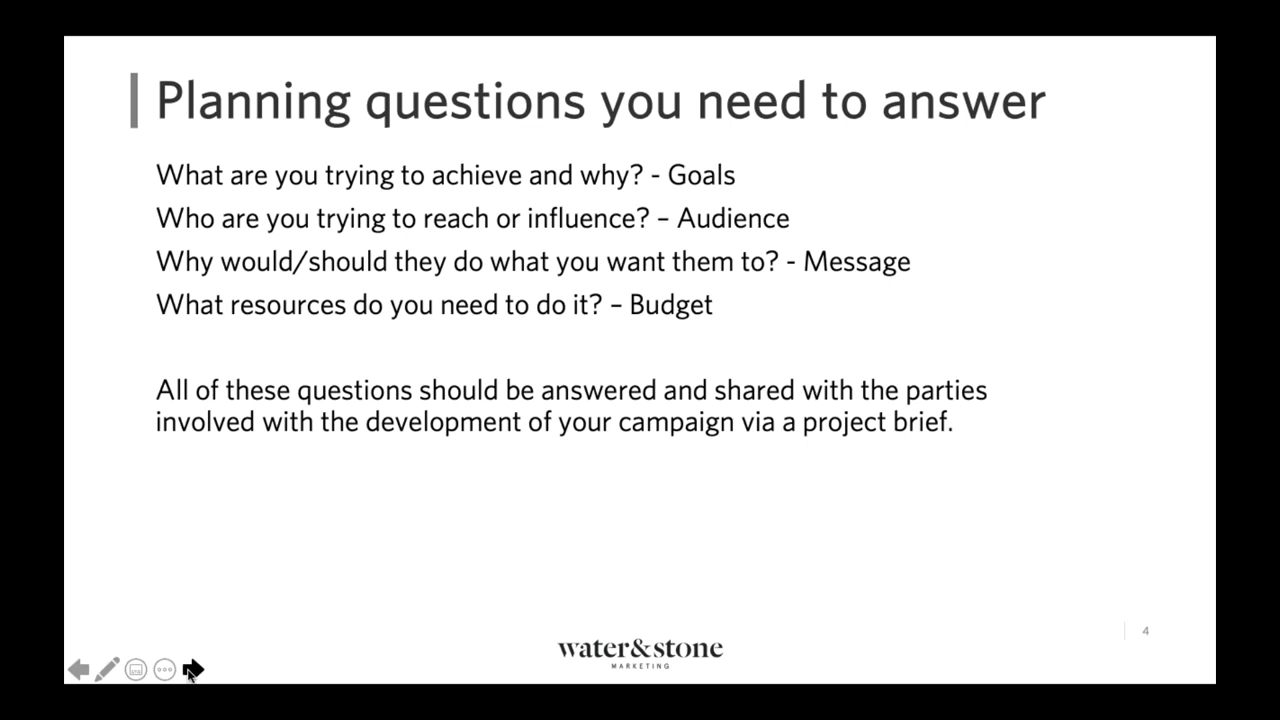 Planning questions you need to answer
What are you trying to achieve and why? - Goals
Who are you trying to reach or influence? – Audience
Why would/should they do what you want them to? - Message
What resources do you need to do it? – Budget
All of these questions should be answered and shared with the parties
involved with the development of your campaign via a project brief.
4
water&stone
MARKETING